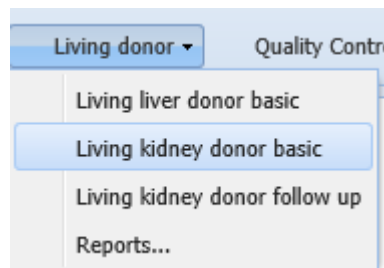 Living donor
Quality Contr
Living liver donor basic
Living kidney donor basic
Living kidney donor follow up
Reports...